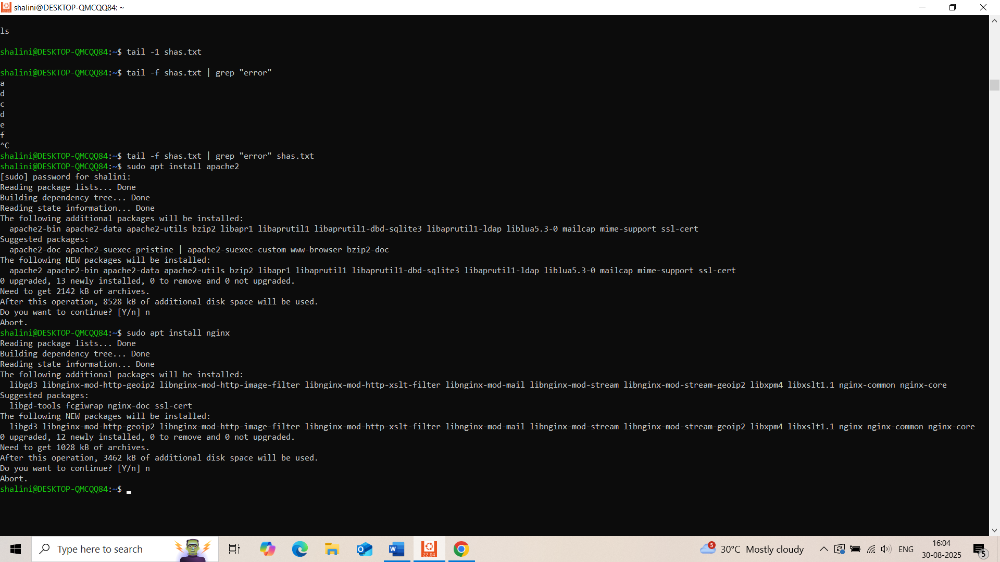 shalini@DESKTOP-QMCQQ84: ~
ls
shalini@DESKTOP-QMCQQ84:~$ tail -1 shas.txt
shalini@DESKTOP-QMCQQ84:~$ tail -f shas.txt | grep "error"
a
d
c
d
e
f
^C
shalini@DESKTOP-QMCQQ84:~$ tail -f shas.txt | grep "error" shas.txt
shalini@DESKTOP-QMCQQ84:~$ sudo apt install apache2
[sudo] password for shalini:
Reading package lists... Done
Building dependency tree... Done
Reading state information... Done
The following additional packages will be installed:
  apache2-bin apache2-data apache2-utils bzip2 libapr1 libaprutil1 libaprutil1-dbd-sqlite3 libaprutil1-ldap liblua5.3-0 mailcap mime-support ssl-cert
Suggested packages:
  apache2-doc apache2-suexec-pristine | apache2-suexec-custom www-browser bzip2-doc
The following NEW packages will be installed:
  apache2 apache2-bin apache2-data apache2-utils bzip2 libapr1 libaprutil1 libaprutil1-dbd-sqlite3 libaprutil1-ldap liblua5.3-0 mailcap mime-support ssl-cert
0 upgraded, 13 newly installed, 0 to remove and 0 not upgraded.
Need to get 2142 kB of archives.
After this operation, 8528 kB of additional disk space will be used.
Do you want to continue? [Y/n] n
Abort.
shalini@DESKTOP-QMCQQ84:~$ sudo apt install nginx
Reading package lists... Done
Building dependency tree... Done
Reading state information... Done
The following additional packages will be installed:
  libgd3 libnginx-mod-http-geoip2 libnginx-mod-http-image-filter libnginx-mod-http-xslt-filter libnginx-mod-mail libnginx-mod-stream libnginx-mod-stream-geoip2 libxpm4 libxslt1.1 nginx-common nginx-core
Suggested packages:
  libgd-tools fcgiwrap nginx-doc ssl-cert
The following NEW packages will be installed:
  libgd3 libnginx-mod-http-geoip2 libnginx-mod-http-image-filter libnginx-mod-http-xslt-filter libnginx-mod-mail libnginx-mod-stream libnginx-mod-stream-geoip2 libxpm4 libxslt1.1 nginx nginx-common nginx-core
0 upgraded, 12 newly installed, 0 to remove and 0 not upgraded.
Need to get 1028 kB of archives.
After this operation, 3462 kB of additional disk space will be used.
Do you want to continue? [Y/n] n
Abort.
shalini@DESKTOP-QMCQQ84:~$
Type here to search
22.04
5
30°C Mostly cloudy
ENG
16:04
30-08-2025
5